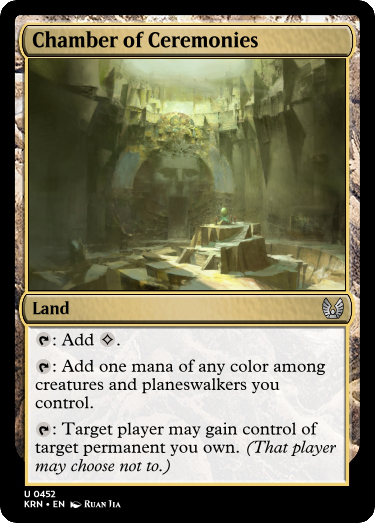 Chamber of Ceremonies
Land
: Add .
: Add one mana of any color among
creatures and planeswalkers you
control.
: Target player may gain control of
target permanent you own. (That player
may choose not to.)
U 0452
KRN • EN Ruan Jia